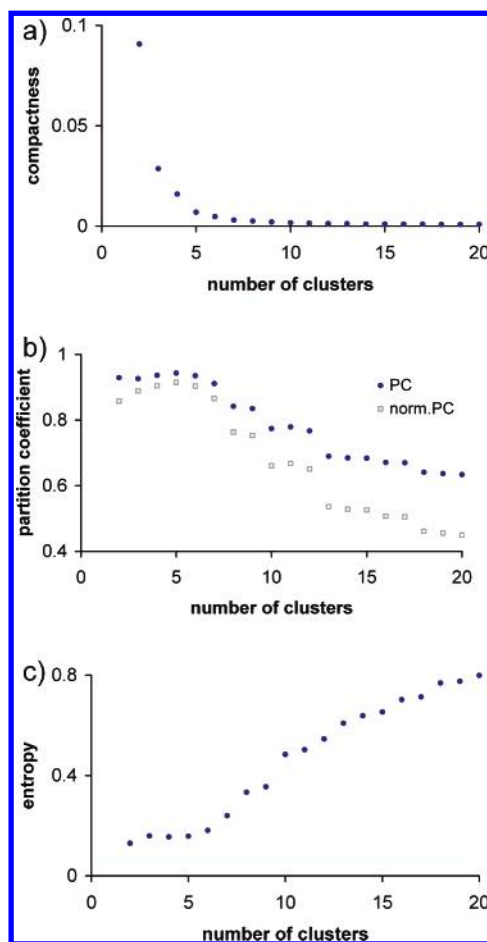 a)
0.1
0.05
0
compactness
0 5 10 15 20
number of clusters
b)
1
0.8
0.6
0.4
partition coefficient
PC
norm.PC
0 5 10 15 20
number of clusters
c)
0.8
0.4
0
entropy
0 5 10 15 20
number of clusters